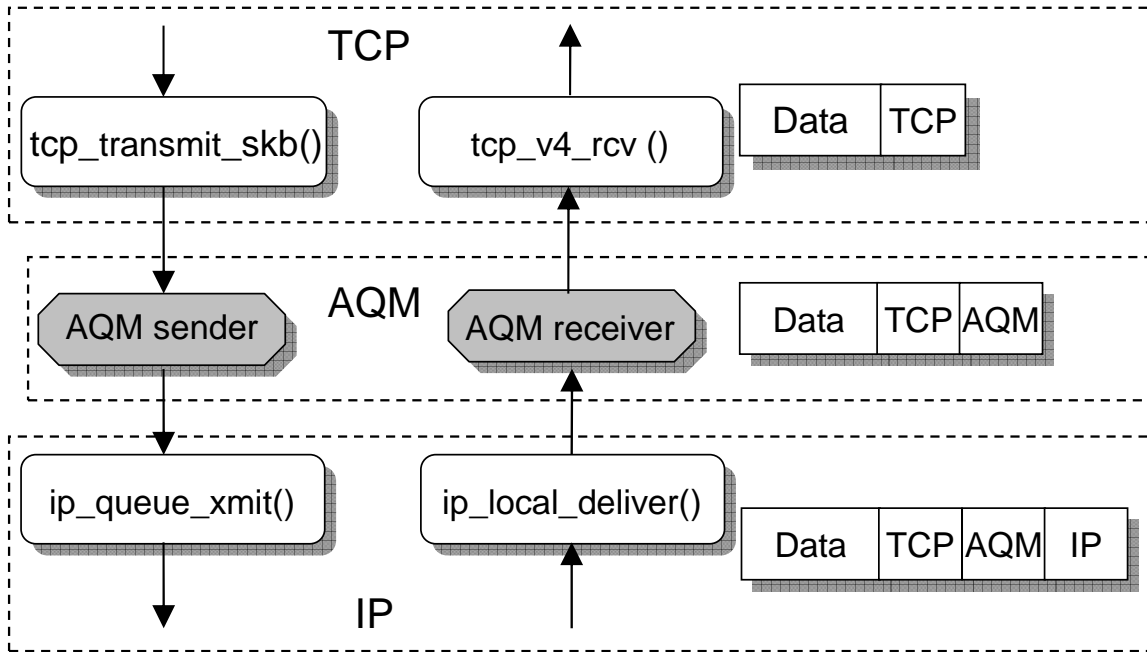 TCP
tcp_transmit_skb()
tcp_v4_rcv ()
Data TCP
AQM
AQM sender
AQM receiver
Data TCP AQM
ip_queue_xmit()
ip_local_deliver()
Data TCP AQM IP
IP